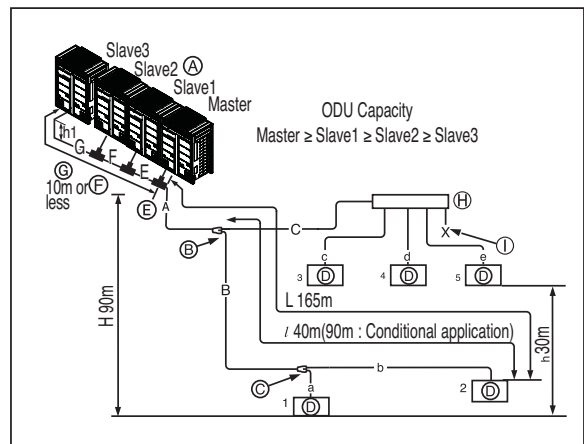 Slave3
Slave2 Ⓐ
Slave1
Master
ODU Capacity
Master ≥ Slave1 ≥ Slave2 ≥ Slave3
h1
G F E
Ⓖ 10m or less Ⓕ
Ⓔ A
Ⓗ
X Ⓘ
Ⓑ C
c d e
3 Ⓓ 4 Ⓓ 5 Ⓓ
H 90m
B
L 165m
l 40m(90m : Conditional application)
h 30m
Ⓒ a b
2 Ⓓ
1 Ⓓ